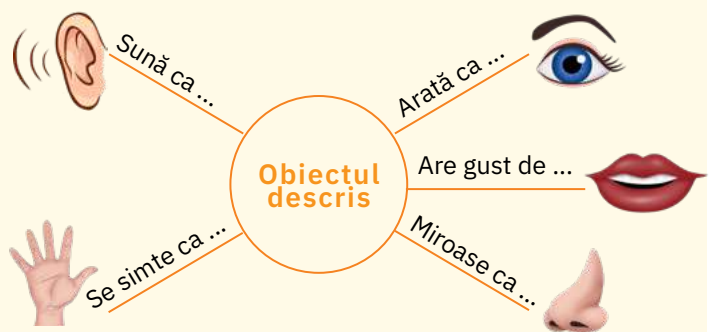 Sună ca ...
Arată ca ...
Obiectul
descris
Are gust de ...
Se simte ca ...
Miroase ca ...